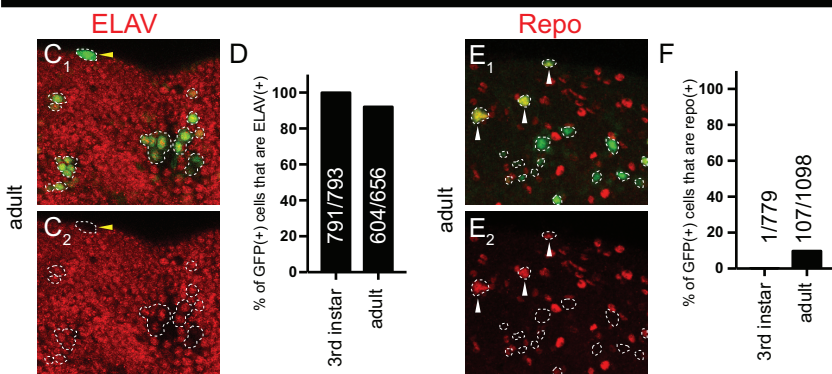 ELAV
Repo
adult
C1
C2
D
% of GFP(+) cells that are ELAV(+)
100
80
60
40
20
0
791/793
604/656
3rd instar
adult
adult
E1
E2
F
% of GFP(+) cells that are repo(+)
100
80
60
40
20
0
1/779
107/1098
3rd instar
adult